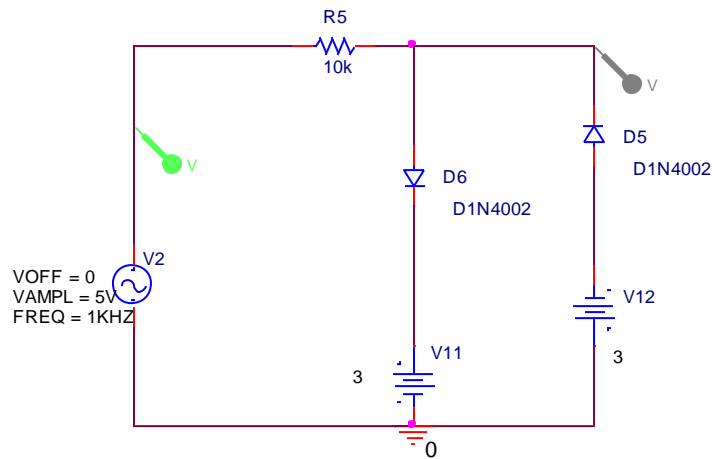 R5
10k
V
D5
D1N4002
V
D6
D1N4002
V2
VOFF = 0
VAMPL = 5V
FREQ = 1KHZ
V12
3
V11
3
0